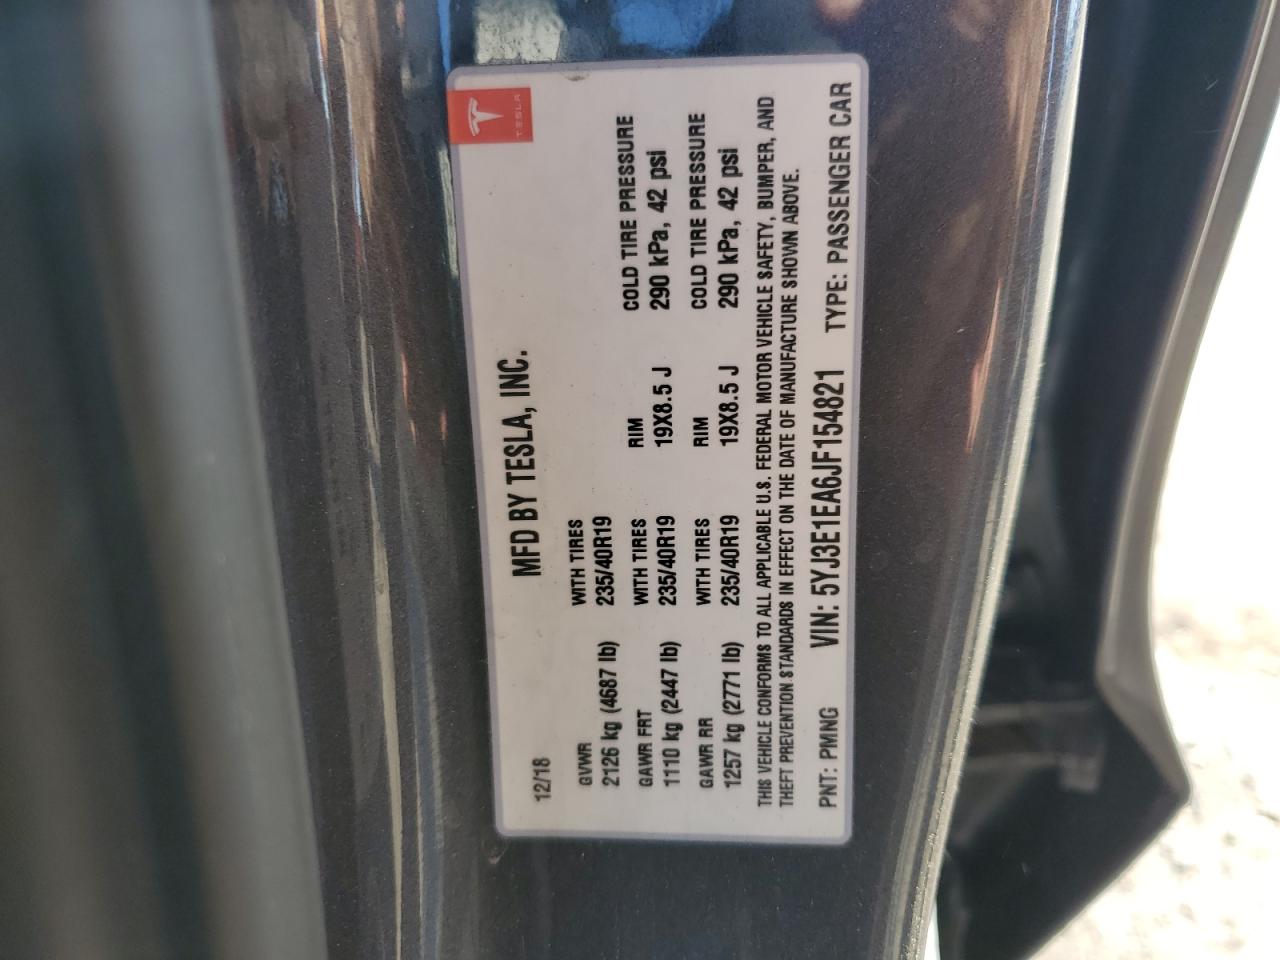 TESLA
12/18
MFD BY TESLA, INC.
GVWR WITH TIRES
2126 kg (4687 lb) 235/40R19
GAWR FRT WITH TIRES RIM COLD TIRE PRESSURE
1110 kg (2447 lb) 235/40R19 19X8.5 J 290 kPa, 42 psi
GAWR RR WITH TIRES RIM COLD TIRE PRESSURE
1257 kg (2771 lb) 235/40R19 19X8.5 J 290 kPa, 42 psi
THIS VEHICLE CONFORMS TO ALL APPLICABLE U.S. FEDERAL MOTOR VEHICLE SAFETY, BUMPER, AND
THEFT PREVENTION STANDARDS IN EFFECT ON THE DATE OF MANUFACTURE SHOWN ABOVE.
PNT: PMNG VIN: 5YJ3E1EA6JF154821 TYPE: PASSENGER CAR